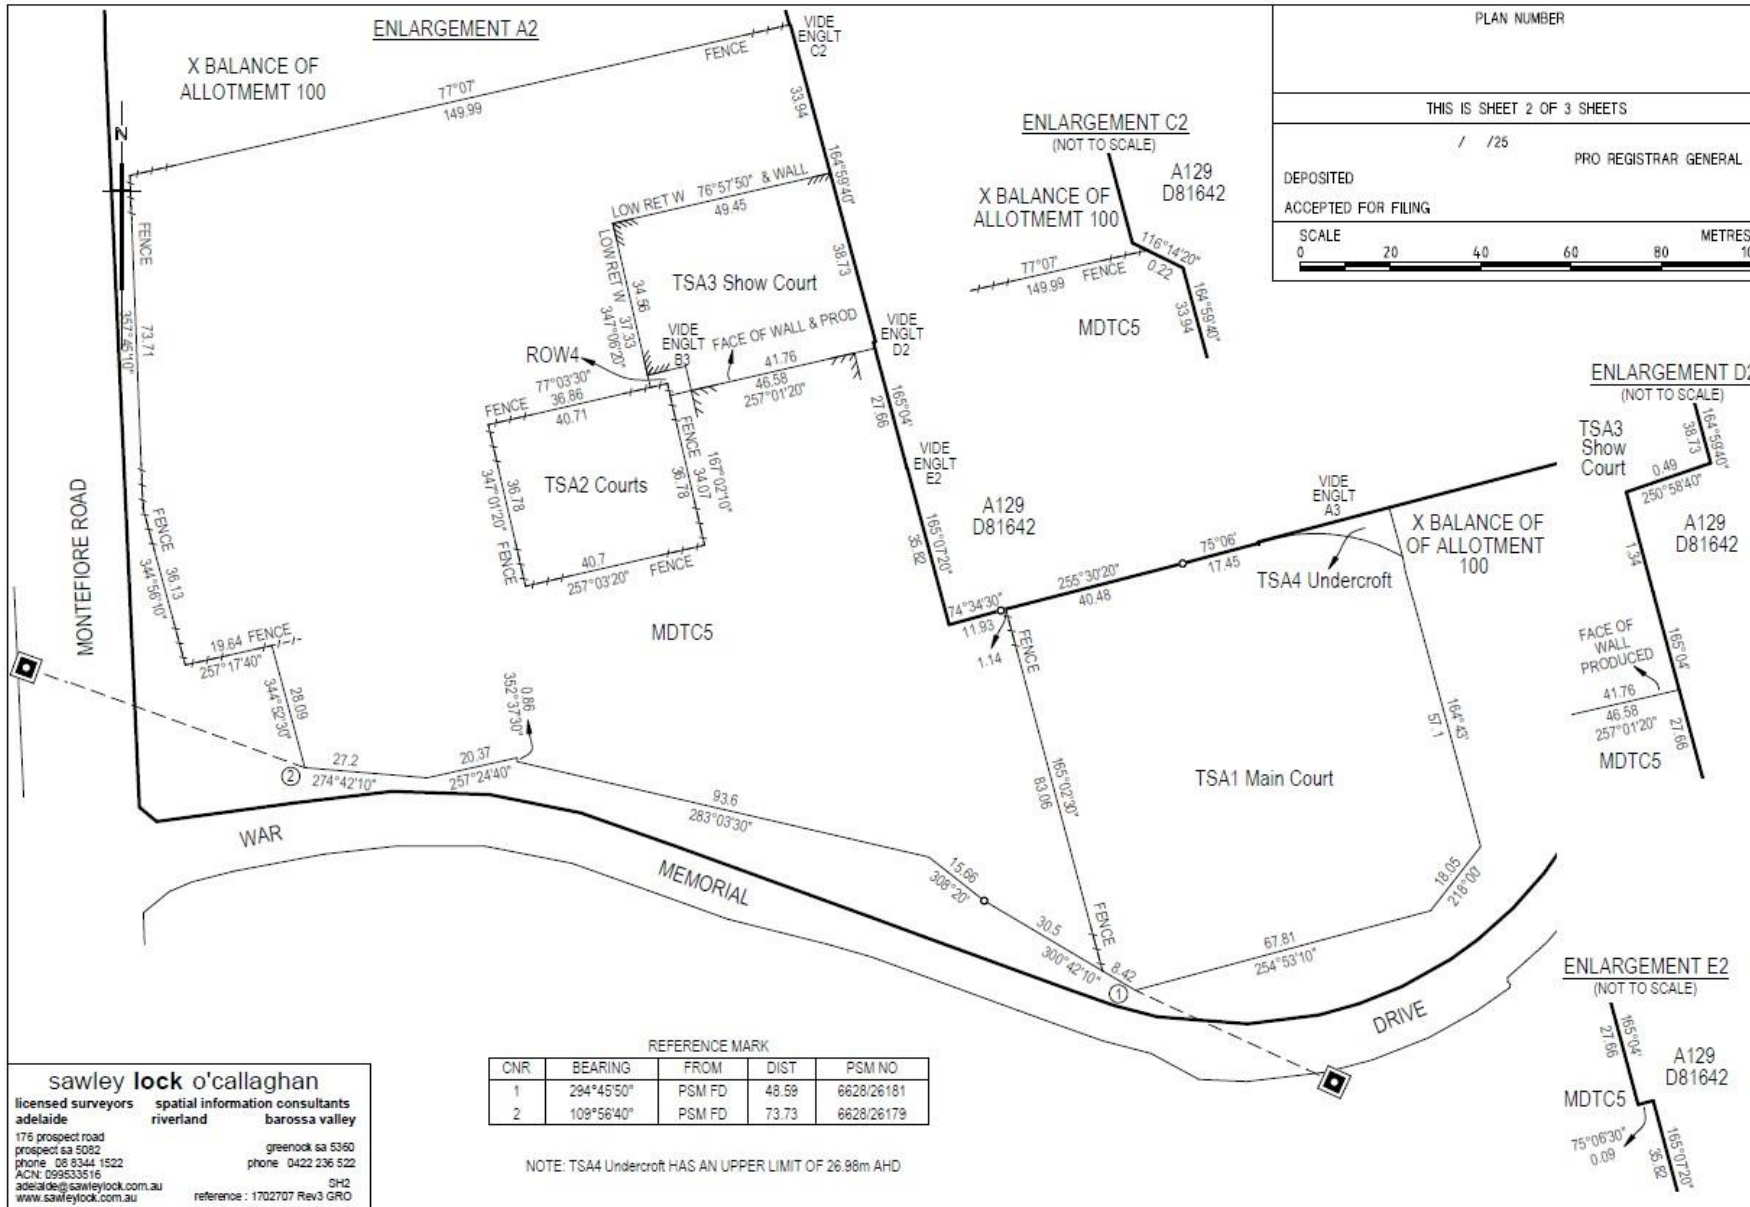 ENLARGEMENT A2
X BALANCE OF
ALLOTMEMT 100
N
77°07'
149.99
FENCE
VIDE
ENGLT
C2
33.94
164°59'40"
38.73
LOW RET W 76°57'50" & WALL
49.45
LOW RET W
34.56
37.33
347°06'20"
TSA3 Show Court
VIDE
ENGLT
B3
FACE OF WALL & PROD
41.76
46.58
257°01'20"
VIDE
ENGLT
D2
ROW4
77°03'30"
FENCE 36.86
40.71
TSA2 Courts
347°01'20"
36.78
FENCE
FENCE
167°02'10"
34.07
36.78
40.7
257°03'20"
FENCE
FENCE
73.71
357°45'10"
FENCE
36.13
344°56'10"
19.64 FENCE
257°17'40"
28.09
344°52'30"
MONTEFIORE ROAD
MDTC5
0.86
352°37'30"
2
27.2
274°42'10"
20.37
257°24'40"
93.6
283°03'30"
15.66
308°20'
30.5
300°42'10"
8.42
1
WAR
MEMORIAL
DRIVE
165°04'
27.66
VIDE
ENGLT
E2
165°07'20"
35.82
A129
D81642
74°34'30"
11.93
1.14
255°30'20"
40.48
75°06'
17.45
VIDE
ENGLT
A3
X BALANCE OF
OF ALLOTMENT
100
TSA4 Undercroft
FENCE
165°02'30"
83.06
FENCE
TSA1 Main Court
164°43'
57.1
18.05
218°00'
67.81
254°53'10"
ENLARGEMENT C2
(NOT TO SCALE)
A129
D81642
X BALANCE OF
ALLOTMEMT 100
116°14'20"
0.22
77°07'
149.99
FENCE
164°59'40"
33.94
MDTC5
PLAN NUMBER
THIS IS SHEET 2 OF 3 SHEETS
/ /25
PRO REGISTRAR GENERAL
DEPOSITED
ACCEPTED FOR FILING
SCALE
METRES
0 20 40 60 80
ENLARGEMENT D2
(NOT TO SCALE)
TSA3
Show
Court
164°59'40"
38.73
0.49
250°58'40"
A129
D81642
1.34
165°04'
FACE OF
WALL
PRODUCED
41.76
46.58
257°01'20"
27.66
MDTC5
ENLARGEMENT E2
(NOT TO SCALE)
165°04'
27.66
A129
D81642
MDTC5
75°06'30"
0.09
165°07'20"
35.82
REFERENCE MARK
CNR BEARING FROM DIST PSM NO
1 294°45'50" PSM FD 48.59 6628/26181
2 109°56'40" PSM FD 73.73 6628/26179
NOTE: TSA4 Undercroft HAS AN UPPER LIMIT OF 26.98m AHD
sawley lock o'callaghan
licensed surveyors spatial information consultants
adelaide riverland barossa valley
176 prospect road
prospect sa 5082 greenock sa 5360
phone 08 8344 1522 phone 0422 236 522
ACN: 099533516
adelaide@sawleylock.com.au SH2
www.sawleylock.com.au reference : 1702707 Rev3 GRO